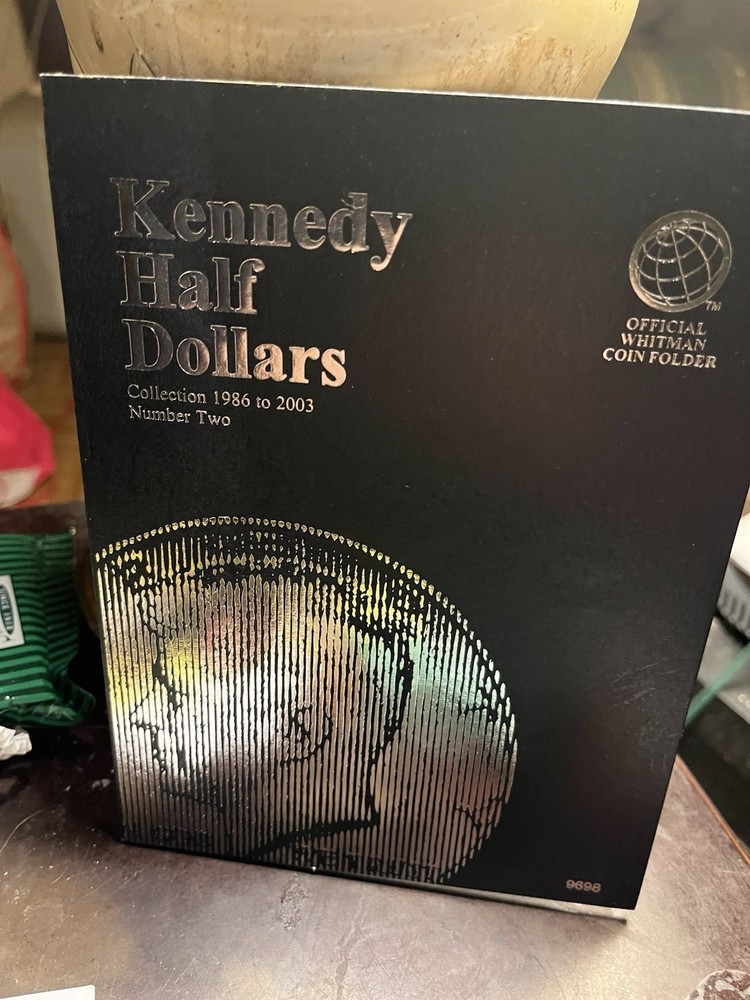 Kennedy
Half
Dollars
Collection 1986 to 2003
Number Two
TM
OFFICIAL
WHITMAN
COIN FOLDER
9698